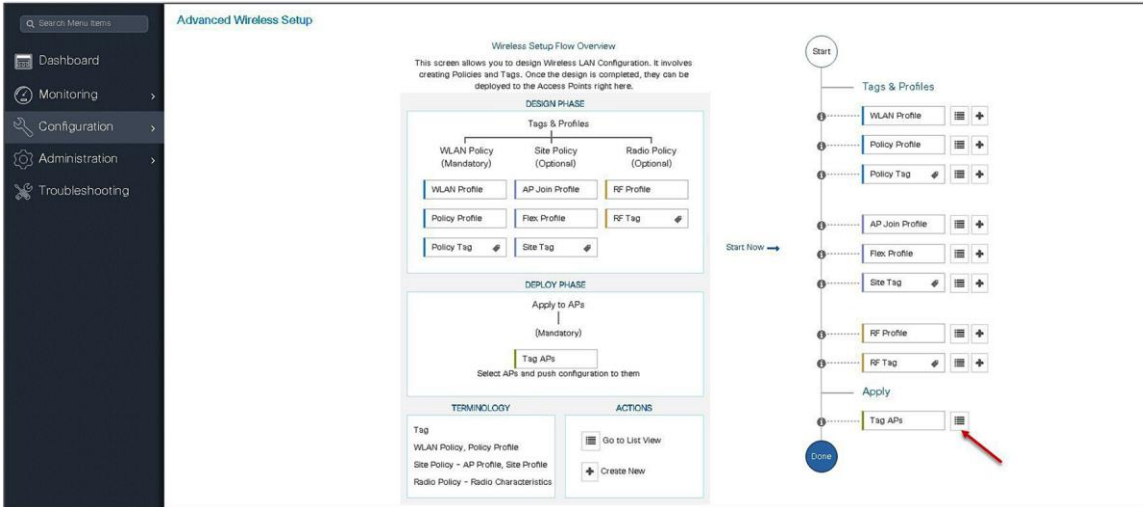 Search Menu Items
Dashboard
Monitoring
Configuration
Administration
Troubleshooting
Advanced Wireless Setup
Wireless Setup Flow Overview
This screen allows you to design Wireless LAN Configuration. It involves
creating Policies and Tags. Once the design is completed, they can be
deployed to the Access Points right here.
DESIGN PHASE
Tags & Profiles
WLAN Policy
(Mandatory)
Site Policy
(Optional)
Radio Policy
(Optional)
WLAN Profile
AP Join Profile
RF Profile
Policy Profile
Flex Profile
RF Tag
Policy Tag
Site Tag
DEPLOY PHASE
Apply to APs
(Mandatory)
Tag APs
Select APs and push configuration to them
TERMINOLOGY
Tag
WLAN Policy, Policy Profile
Site Policy - AP Profile, Site Profile
Radio Policy - Radio Characteristics
ACTIONS
Go to List View
Create New
Start Now
Start
Tags & Profiles
WLAN Profile
Policy Profile
Policy Tag
AP Join Profile
Flex Profile
Site Tag
RF Profile
RF Tag
Apply
Tag APs
Done